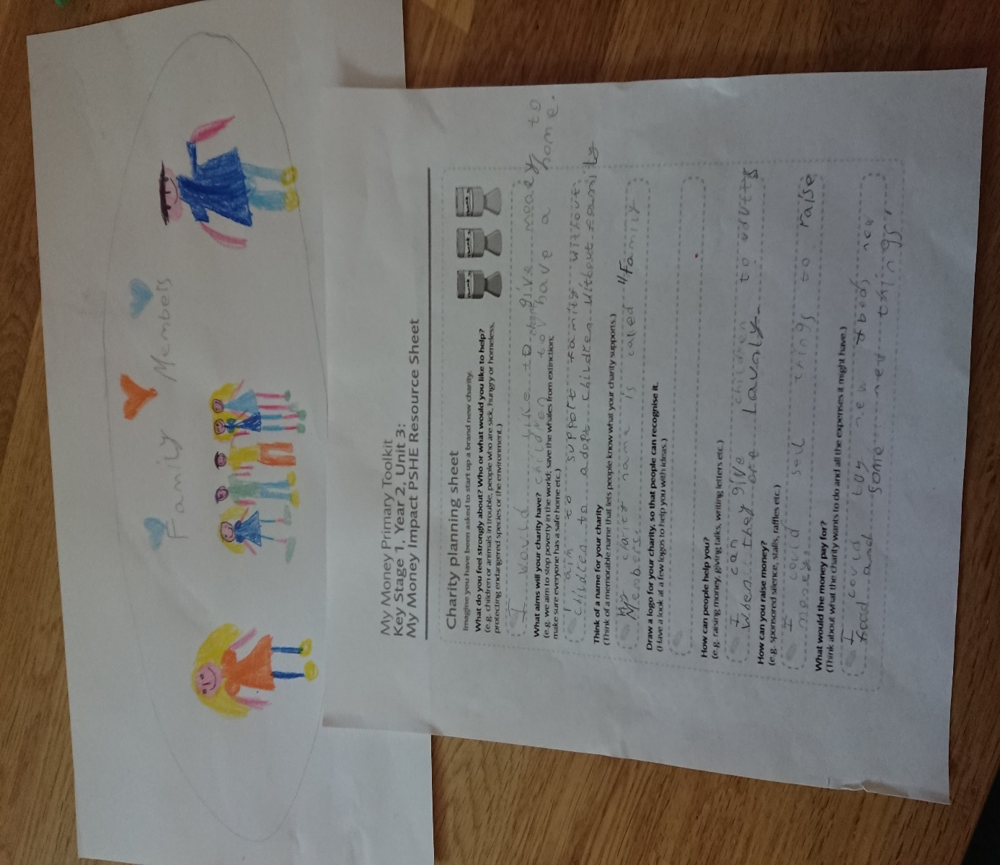 Family Members
My Money Primary Toolkit
Key Stage 1, Year 2, Unit 3:
My Money Impact PSHE Resource Sheet
Charity planning sheet
Imagine you have been asked to start up a brand new charity.
What do you feel strongly about? Who or what would you like to help?
(e.g. children or animals in trouble, people who are sick, hungry or homeless,
protecting endangered species or the environment.)
I would like to give money to
children to have a home.
What aims will your charity have?
(e.g. we aim to stop poverty in the world; save the whales from extinction;
make sure everyone has a safe home etc.)
I aim to support family without
children to adopt children without family
Think of a name for your charity
(Think of a memorable name that lets people know what your charity supports.)
My charity name is called "Family
Members.
Draw a logo for your charity, so that people can recognise it.
(Have a look at a few logos to help you with ideas.)
How can people help you?
(e.g. raising money, giving talks, writing letters etc.)
I can give children to
when they are
How can you raise money?
(e.g. sponsored silence, stalls, raffles etc.)
I could sell things to raise
money.
What would the money pay for?
(Think about what the charity wants to do and all the expenses it might have.)
I could buy new beds, new
food and some new things.